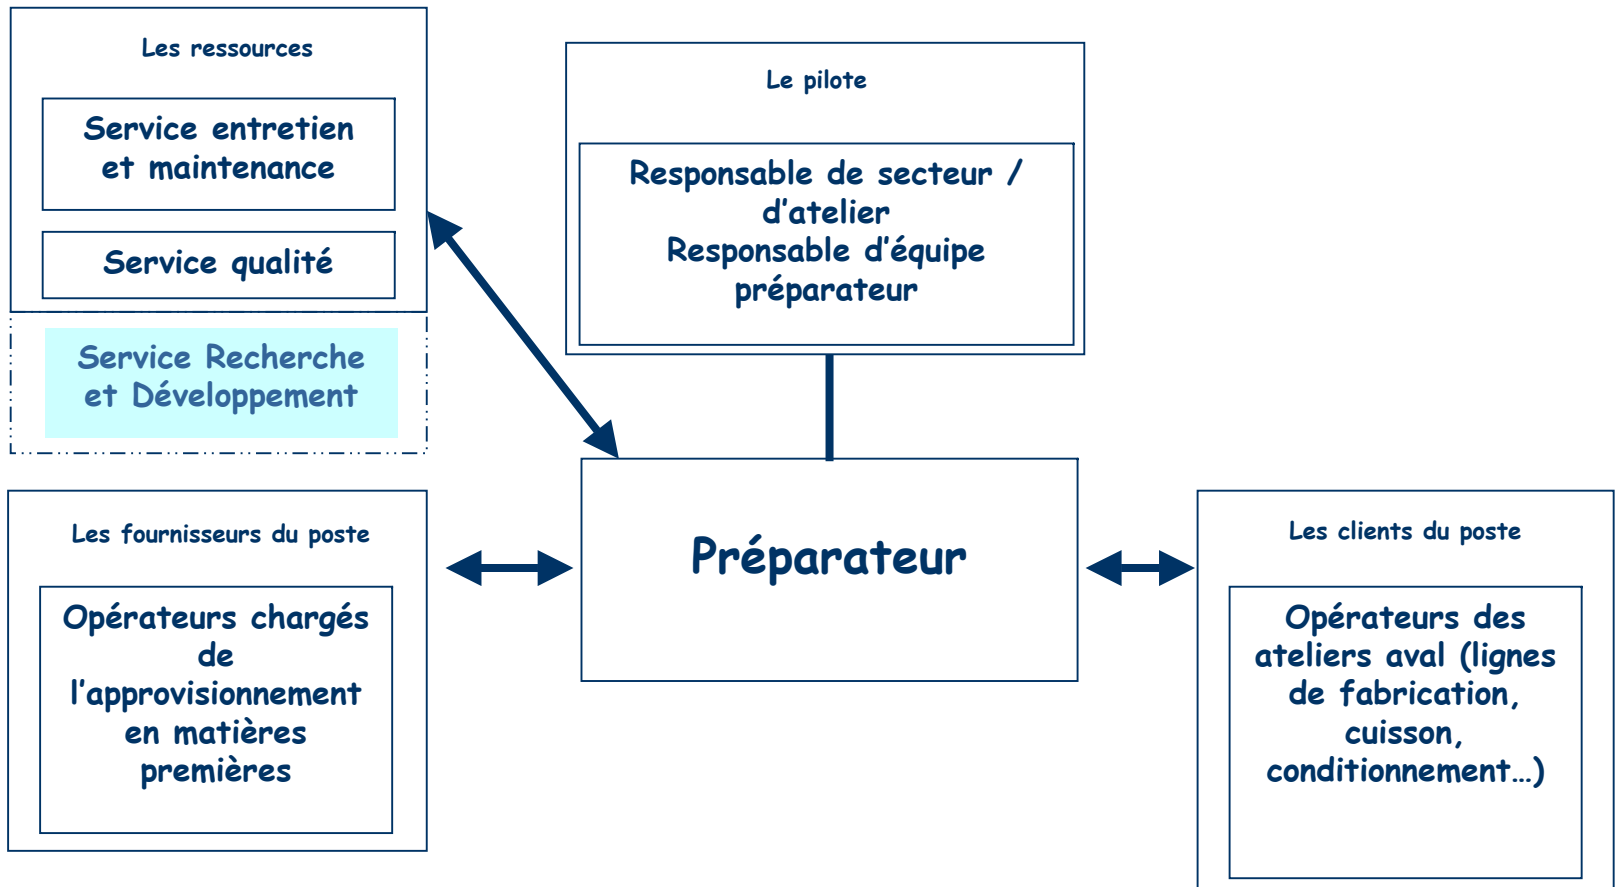 Les ressources
Service entretien
et maintenance
Service qualité
Service Recherche
et Développement
Le pilote
Responsable de secteur /
d'atelier
Responsable d'équipe
préparateur
Préparateur
Les fournisseurs du poste
Opérateurs chargés
de
l'approvisionnement
en matières
premières
Les clients du poste
Opérateurs des
ateliers aval (lignes
de fabrication,
cuisson,
conditionnement…)